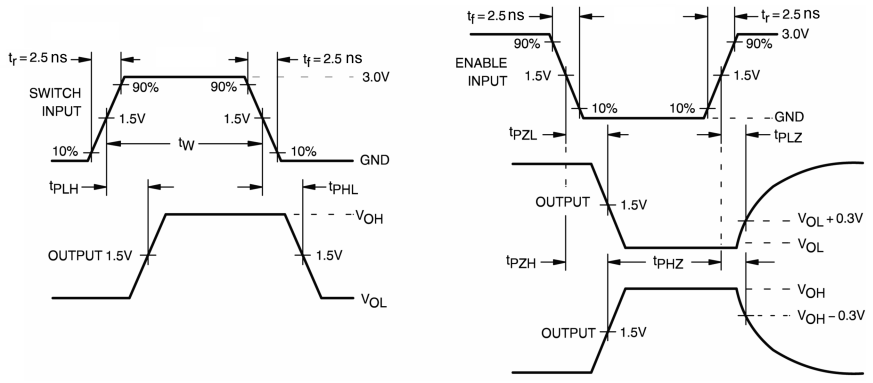 tr = 2.5 ns
tf = 2.5 ns
SWITCH
INPUT
90%
90%
3.0V
1.5V
1.5V
tW
10%
10%
GND
tPLH
tPHL
VOH
OUTPUT 1.5V
1.5V
VOL
tf = 2.5 ns
tr = 2.5 ns
90%
90%
3.0V
ENABLE
INPUT
1.5V
1.5V
10%
10%
GND
tPZL
tPLZ
OUTPUT
1.5V
VOL + 0.3V
VOL
tPZH
tPHZ
VOH
VOH – 0.3V
OUTPUT
1.5V